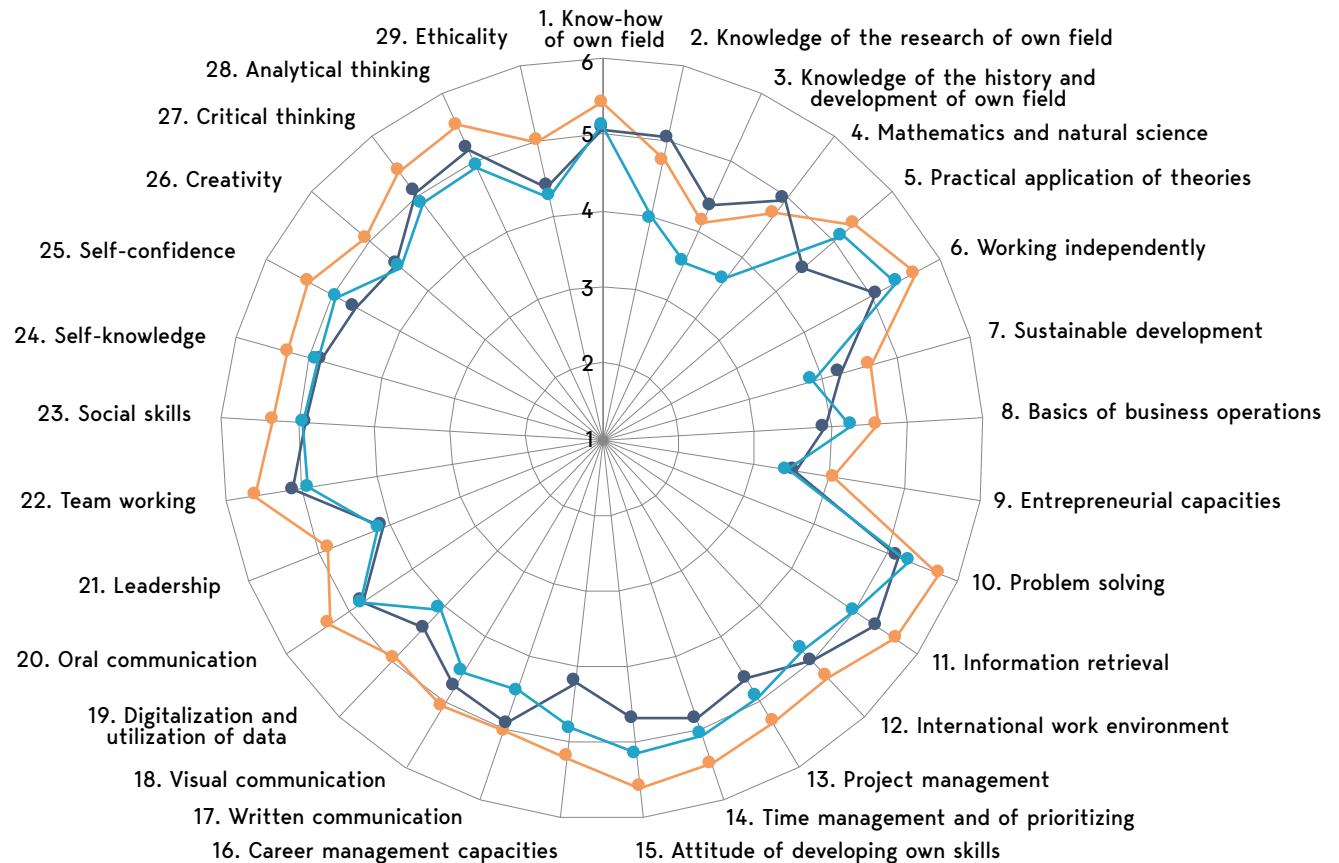 1. Know-how
of own field
2. Knowledge of the research of own field
3. Knowledge of the history and
development of own field
4. Mathematics and natural science
5. Practical application of theories
6. Working independently
7. Sustainable development
8. Basics of business operations
9. Entrepreneurial capacities
10. Problem solving
11. Information retrieval
12. International work environment
13. Project management
14. Time management and of prioritizing
15. Attitude of developing own skills
16. Career management capacities
17. Written communication
18. Visual communication
19. Digitalization and
utilization of data
20. Oral communication
21. Leadership
22. Team working
23. Social skills
24. Self-knowledge
25. Self-confidence
26. Creativity
27. Critical thinking
28. Analytical thinking
29. Ethicality
6
5
4
3
2
1